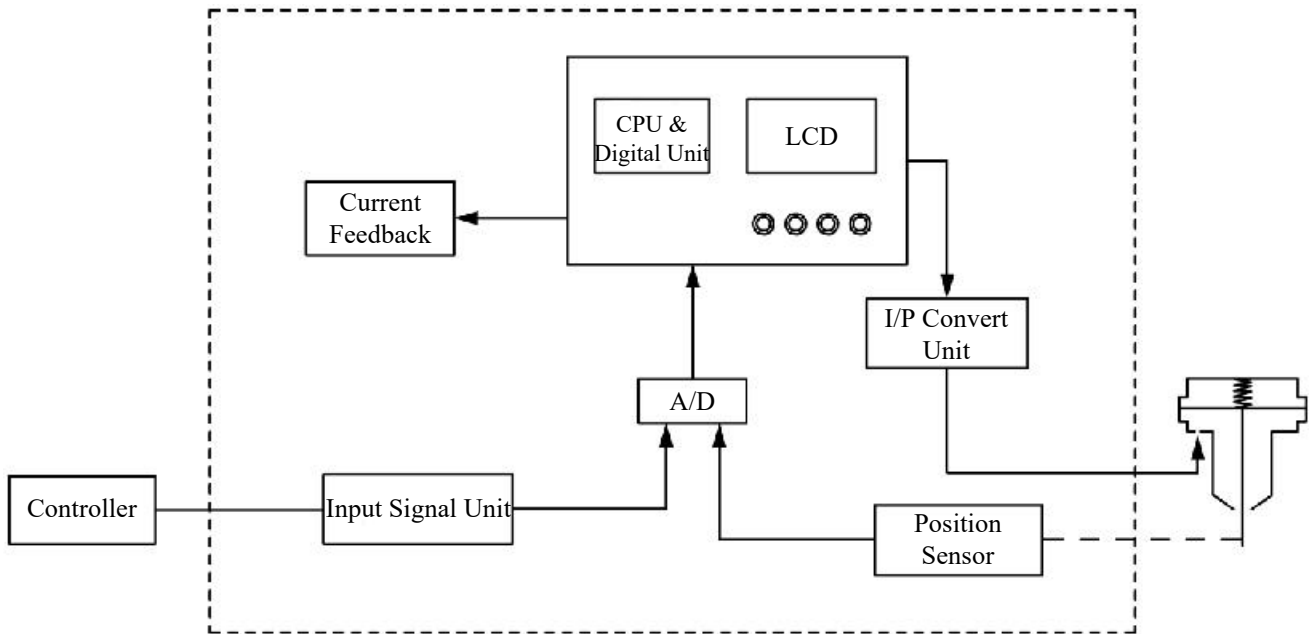 CPU &
Digital Unit
LCD
Current
Feedback
I/P Convert
Unit
A/D
Controller
Input Signal Unit
Position
Sensor